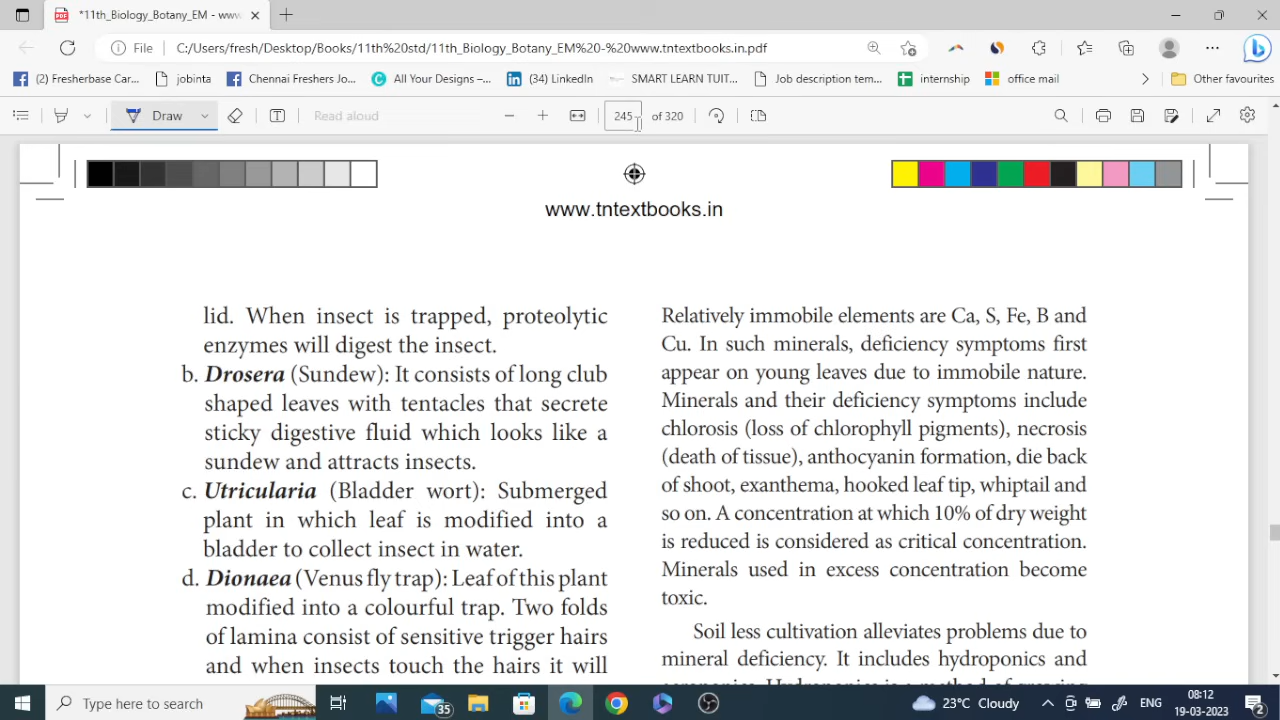 *11th_Biology_Botany_EM - www
File
C:/Users/fresh/Desktop/Books/11th%20std/11th_Biology_Botany_EM%20-%20www.tntextbooks.in.pdf
(2) Fresherbase Car...
jobinta
Chennai Freshers Jo...
All Your Designs –...
(34) LinkedIn
SMART LEARN TUIT...
Job description tem...
internship
office mail
Other favourites
Draw
Read aloud
245 of 320
www.tntextbooks.in
lid. When insect is trapped, proteolytic
enzymes will digest the insect.
b. Drosera (Sundew): It consists of long club
shaped leaves with tentacles that secrete
sticky digestive fluid which looks like a
sundew and attracts insects.
c. Utricularia (Bladder wort): Submerged
plant in which leaf is modified into a
bladder to collect insect in water.
d. Dionaea (Venus fly trap): Leaf of this plant
modified into a colourful trap. Two folds
of lamina consist of sensitive trigger hairs
and when insects touch the hairs it will
Relatively immobile elements are Ca, S, Fe, B and
Cu. In such minerals, deficiency symptoms first
appear on young leaves due to immobile nature.
Minerals and their deficiency symptoms include
chlorosis (loss of chlorophyll pigments), necrosis
(death of tissue), anthocyanin formation, die back
of shoot, exanthema, hooked leaf tip, whiptail and
so on. A concentration at which 10% of dry weight
is reduced is considered as critical concentration.
Minerals used in excess concentration become
toxic.
Soil less cultivation alleviates problems due to
mineral deficiency. It includes hydroponics and
Type here to search
35
23°C Cloudy
ENG
08:12
19-03-2023
2